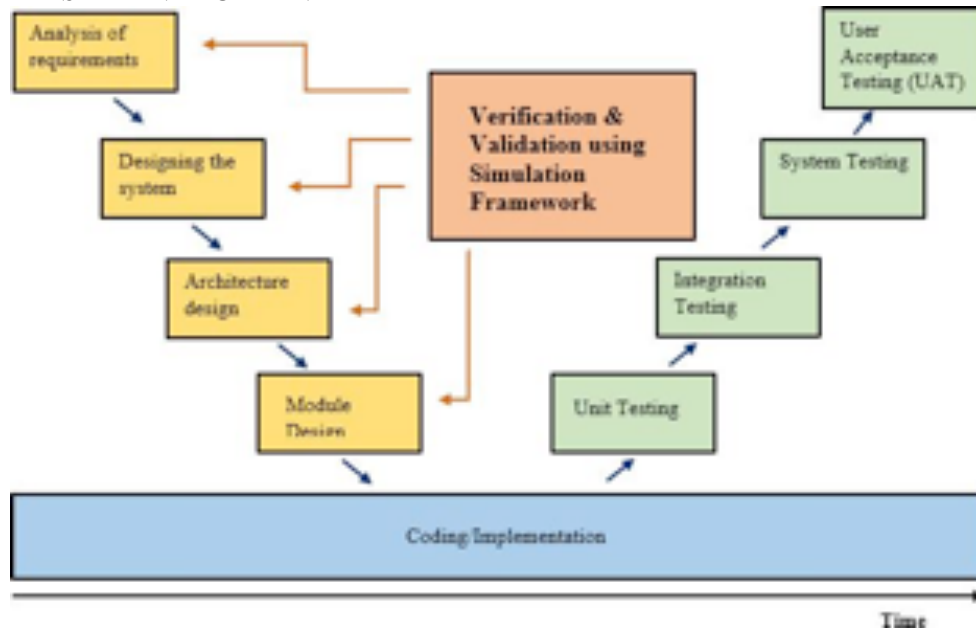 Analysis of
requirements
User
Acceptance
Testing (UAT)
Verification &
Validation using
Simulation
Framework
Designing the
system
System Testing
Architecture
design
Integration
Testing
Module
Design
Unit Testing
Coding/Implementation
Time